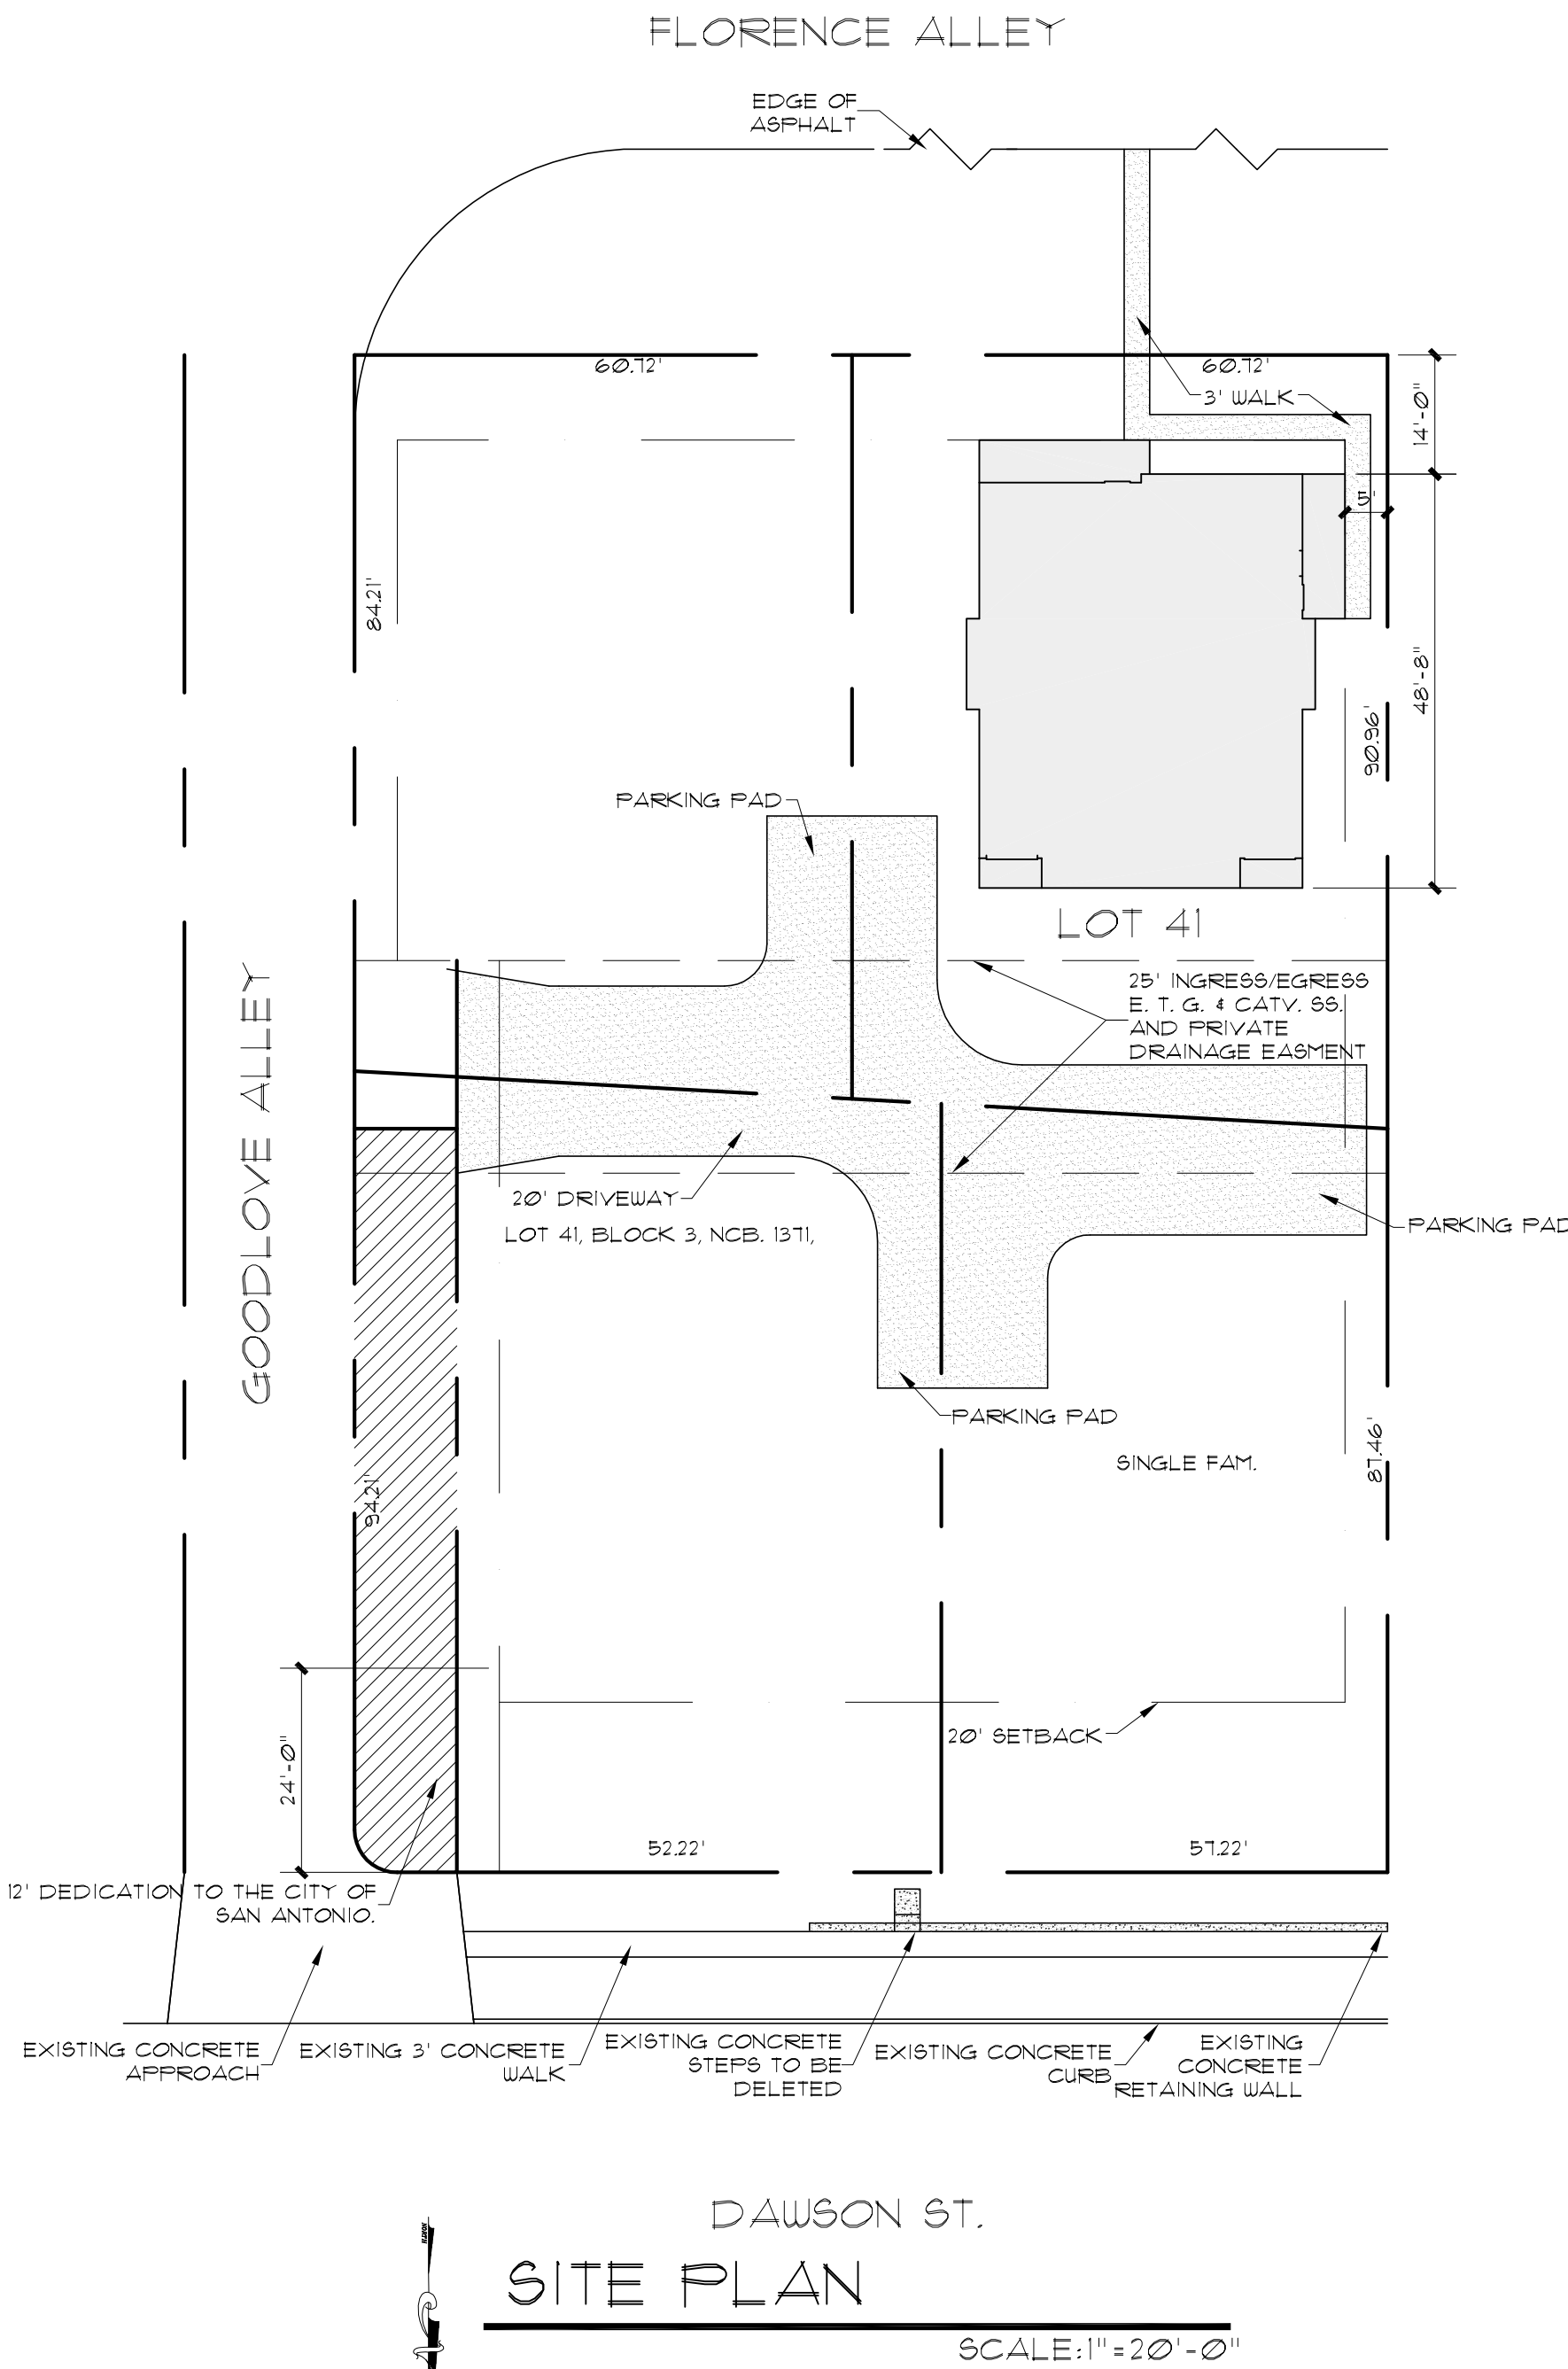 FLORENCE ALLEY
EDGE OF
ASPHALT
60.72'
60.72'
3' WALK
14'-0"
5'
84.21'
48'-8"
90.96'
PARKING PAD
LOT 41
25' INGRESS/EGRESS
E. T. G. & CATV. SS.
AND PRIVATE
DRAINAGE EASMENT
GOODLOVE ALLEY
20' DRIVEWAY
LOT 41, BLOCK 3, NCB. 1371,
PARKING PAD
PARKING PAD
SINGLE FAM.
87.46'
94.21'
20' SETBACK
24'-0"
52.22'
57.22'
12' DEDICATION TO THE CITY OF
SAN ANTONIO.
EXISTING CONCRETE
APPROACH
EXISTING 3' CONCRETE
WALK
EXISTING CONCRETE
STEPS TO BE
DELETED
EXISTING CONCRETE
CURB
EXISTING
CONCRETE
RETAINING WALL
DAWSON ST.
NORTH
SITE PLAN
SCALE:1"=20'-0"